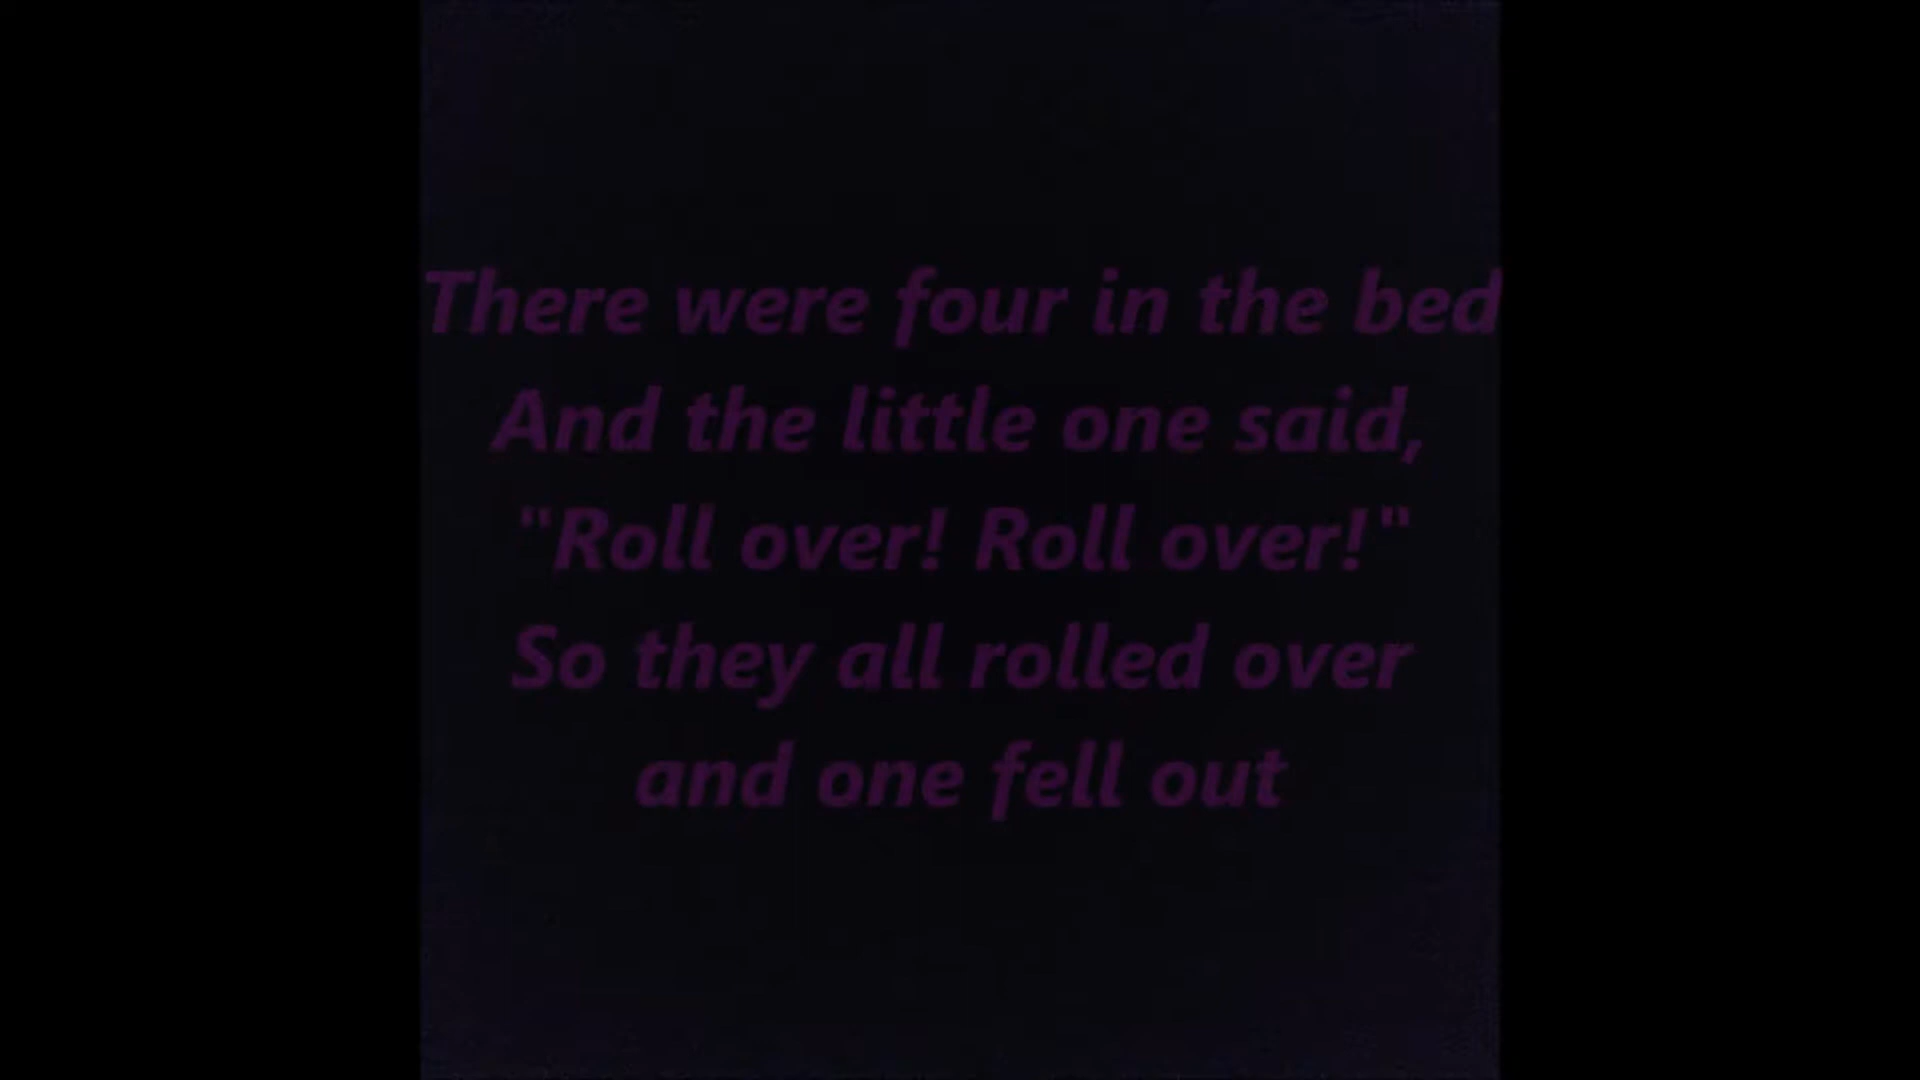 There were four in the bed
And the little one said,
"Roll over! Roll over!"
So they all rolled over
and one fell out